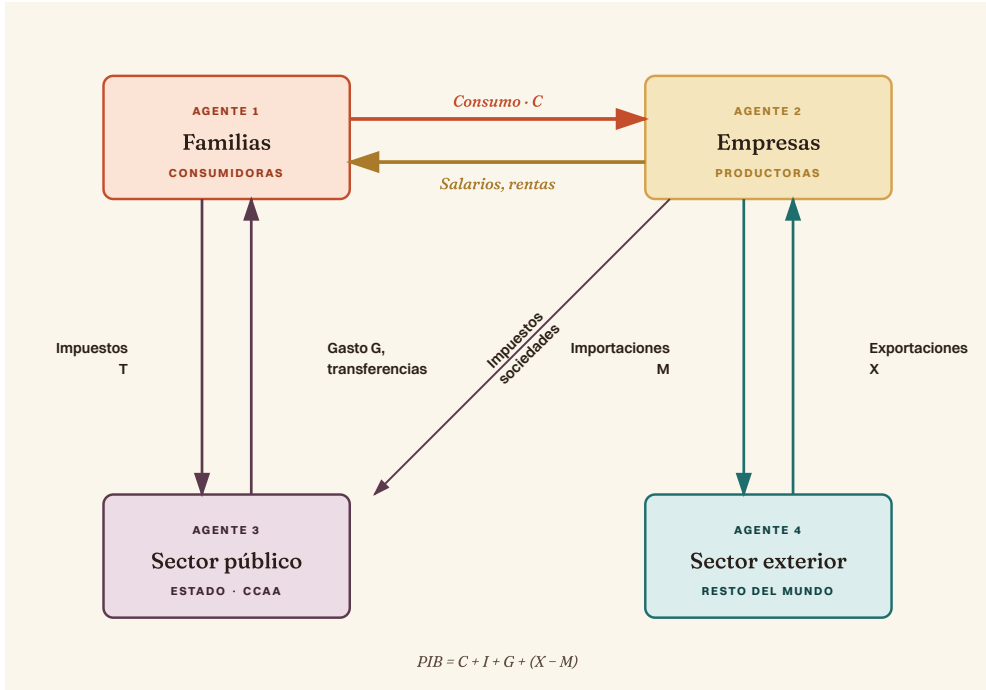 AGENTE 1
Familias
CONSUMIDORAS
Consumo · C
Salarios, rentas
AGENTE 2
Empresas
PRODUCTORAS
Impuestos
T
Gasto G,
transferencias
Impuestos
sociedades
Importaciones
M
Exportaciones
X
AGENTE 3
Sector público
ESTADO · CCAA
AGENTE 4
Sector exterior
RESTO DEL MUNDO
PIB = C + I + G + (X − M)